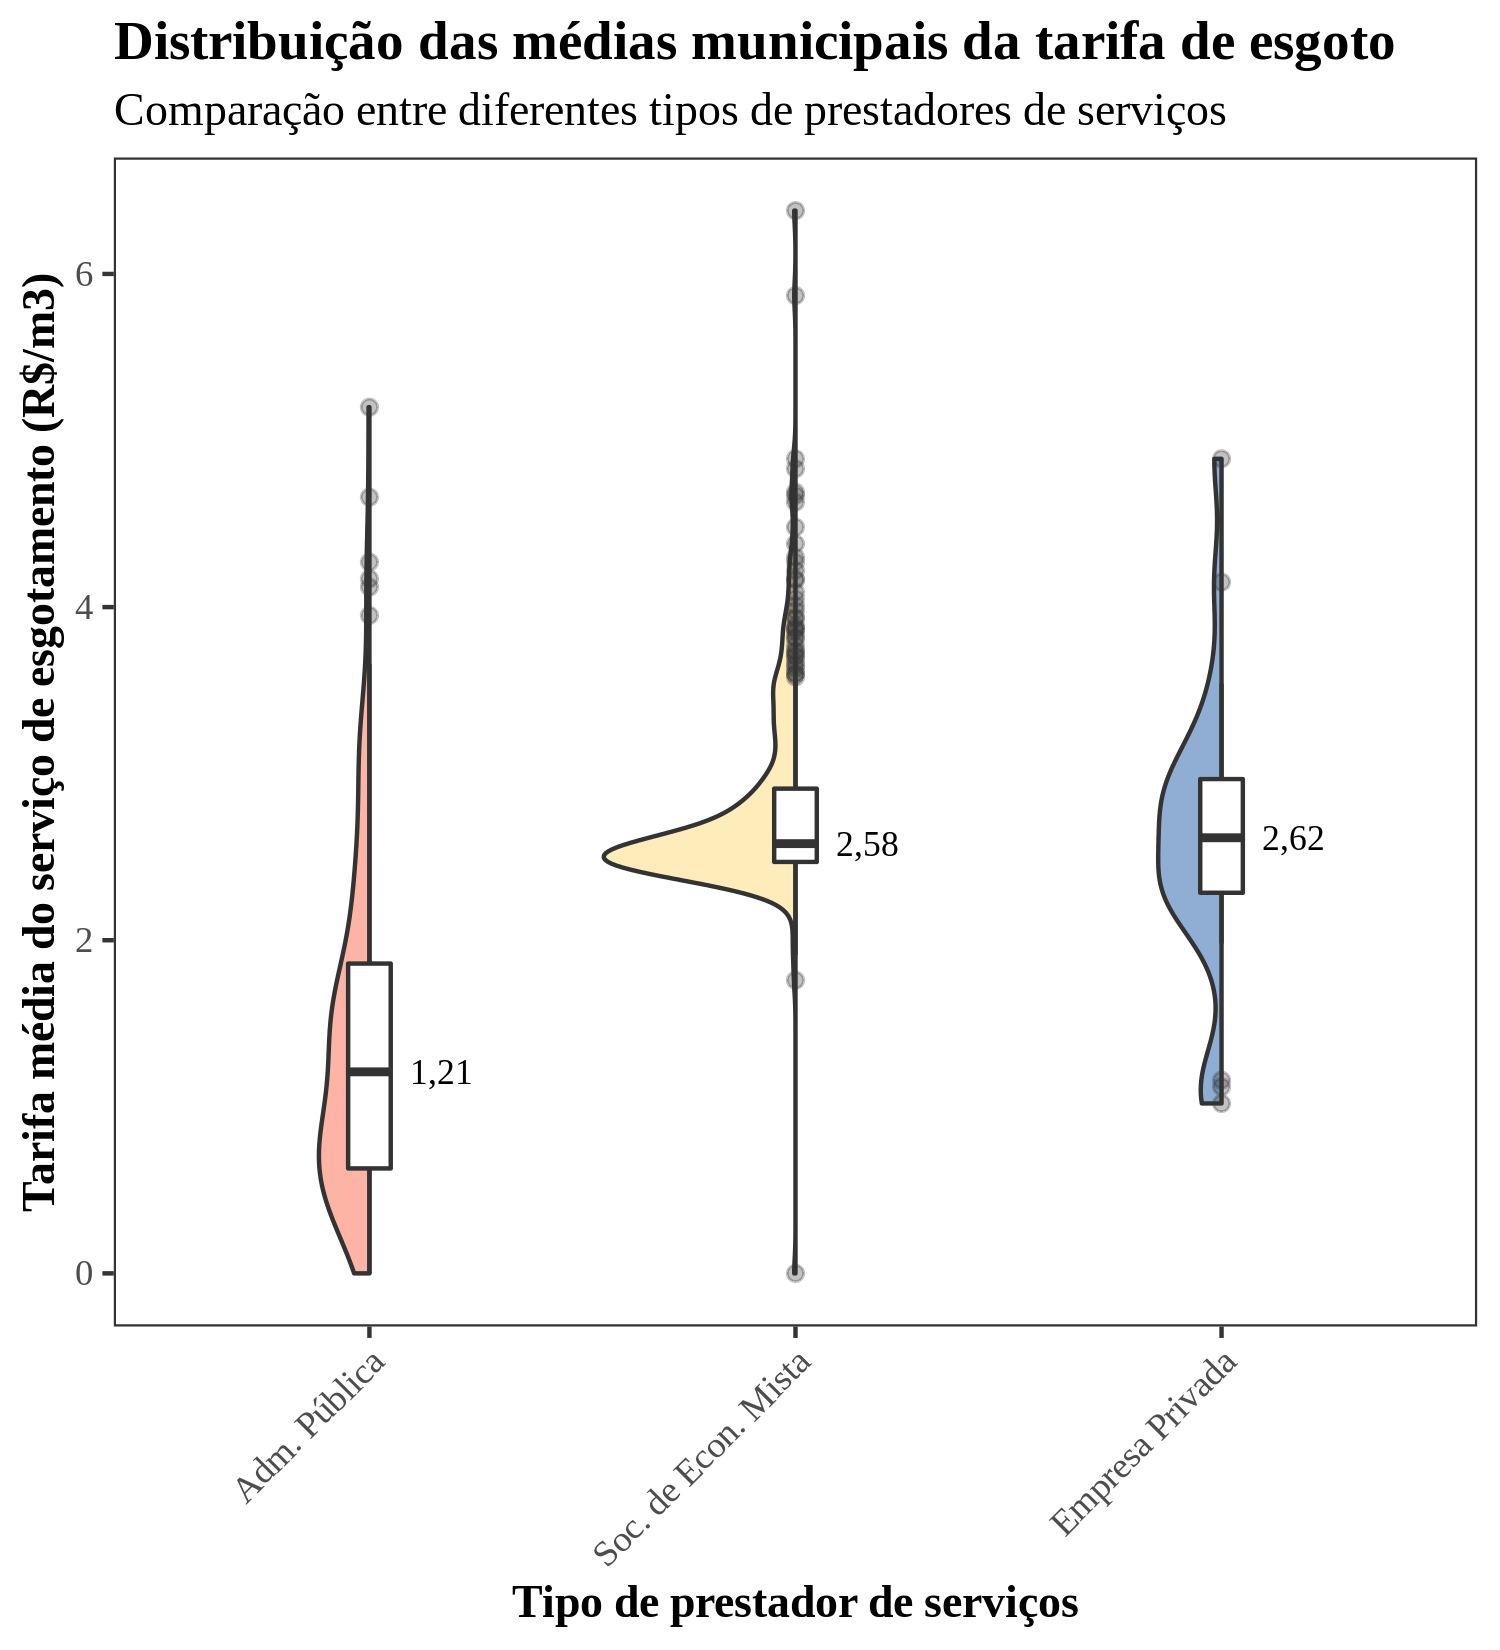 Distribuição das médias municipais da tarifa de esgoto
Comparação entre diferentes tipos de prestadores de serviços
Tarifa média do serviço de esgotamento (R$/m3)
6
4
2
0
1,21
2,58
2,62
Adm. Pública
Soc. de Econ. Mista
Empresa Privada
Tipo de prestador de serviços